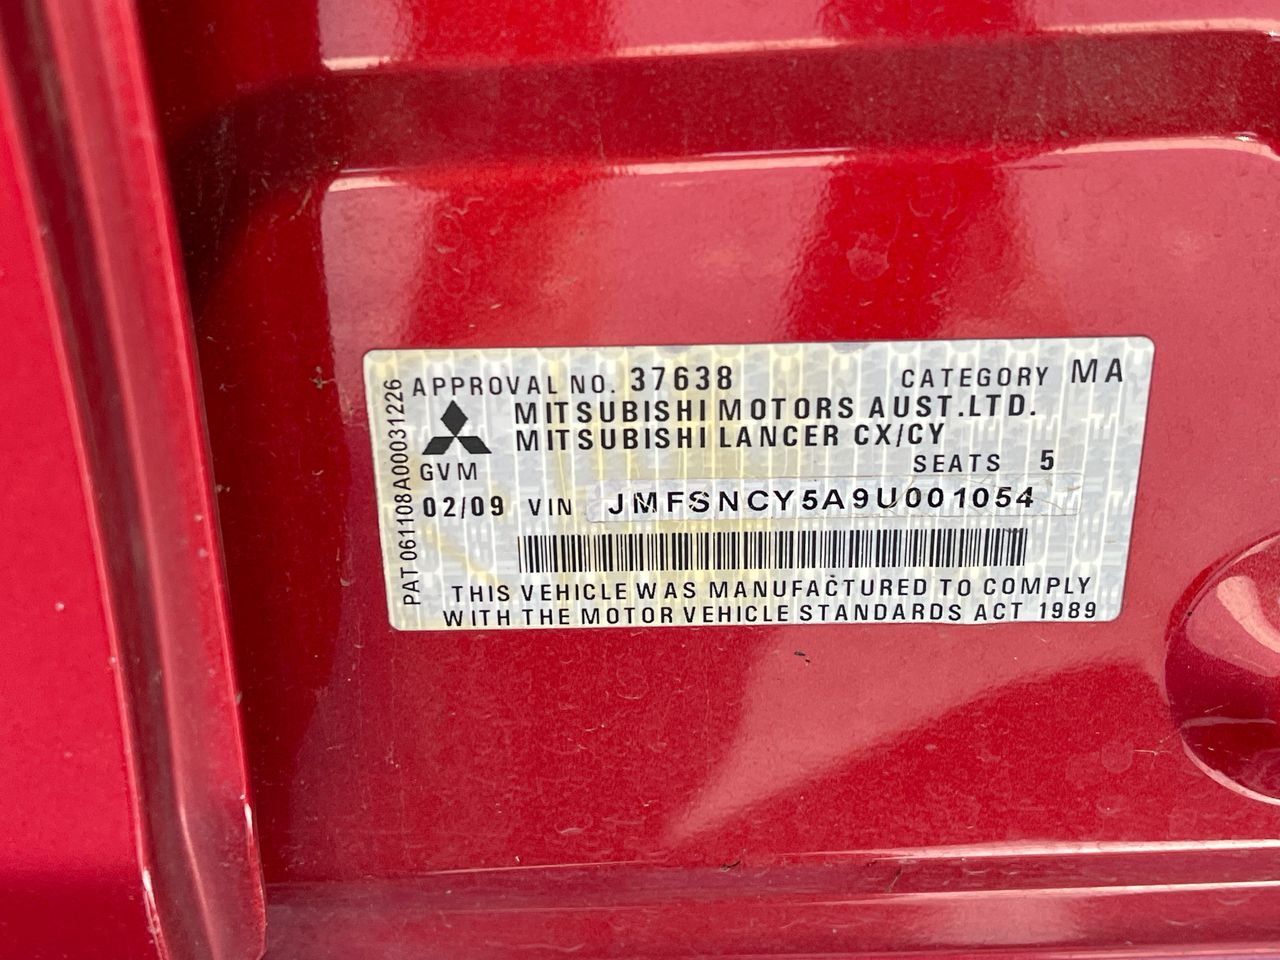 APPROVAL NO. 37638 CATEGORY MA
MITSUBISHI MOTORS AUST.LTD.
MITSUBISHI LANCER CX/CY
GVM SEATS 5
02/09 VIN JMFSNCY5A9U001054
THIS VEHICLE WAS MANUFACTURED TO COMPLY
WITH THE MOTOR VEHICLE STANDARDS ACT 1989
PAT 061108A00031226